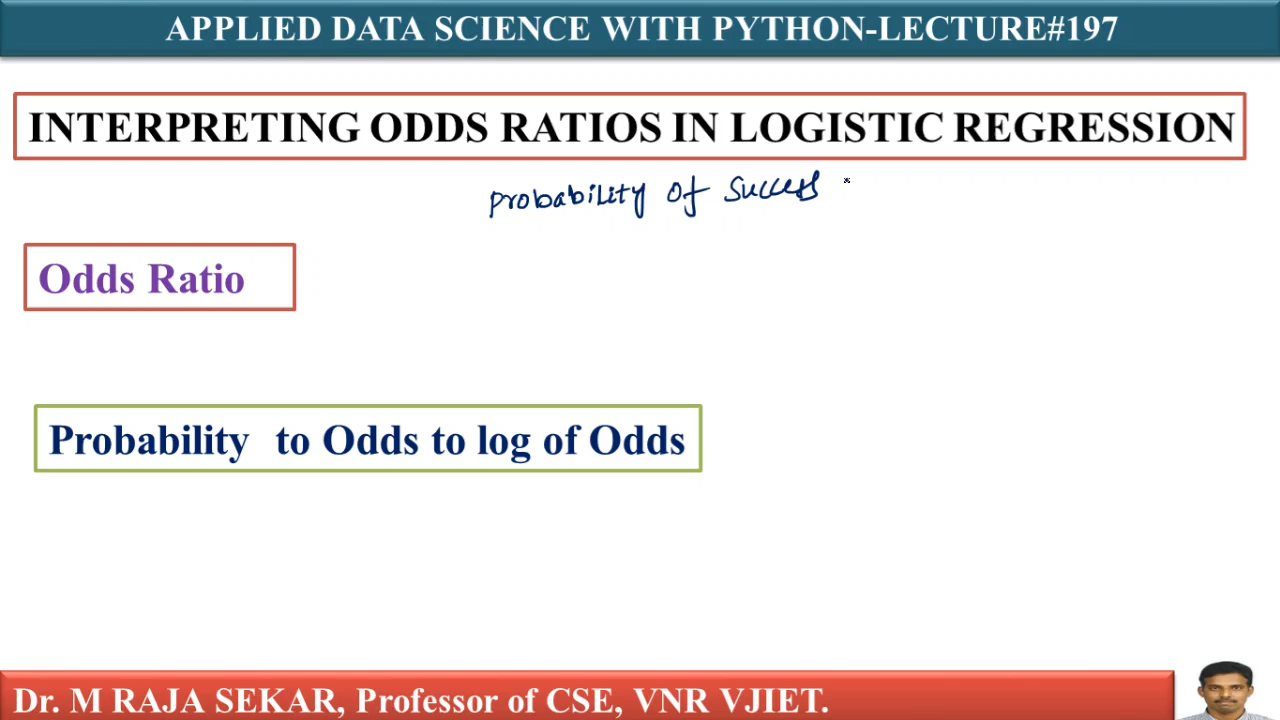 APPLIED DATA SCIENCE WITH PYTHON-LECTURE#197
INTERPRETING ODDS RATIOS IN LOGISTIC REGRESSION
Probability of Success
Odds Ratio
Probability to Odds to log of Odds
Dr. M RAJA SEKAR, Professor of CSE, VNR VJIET.